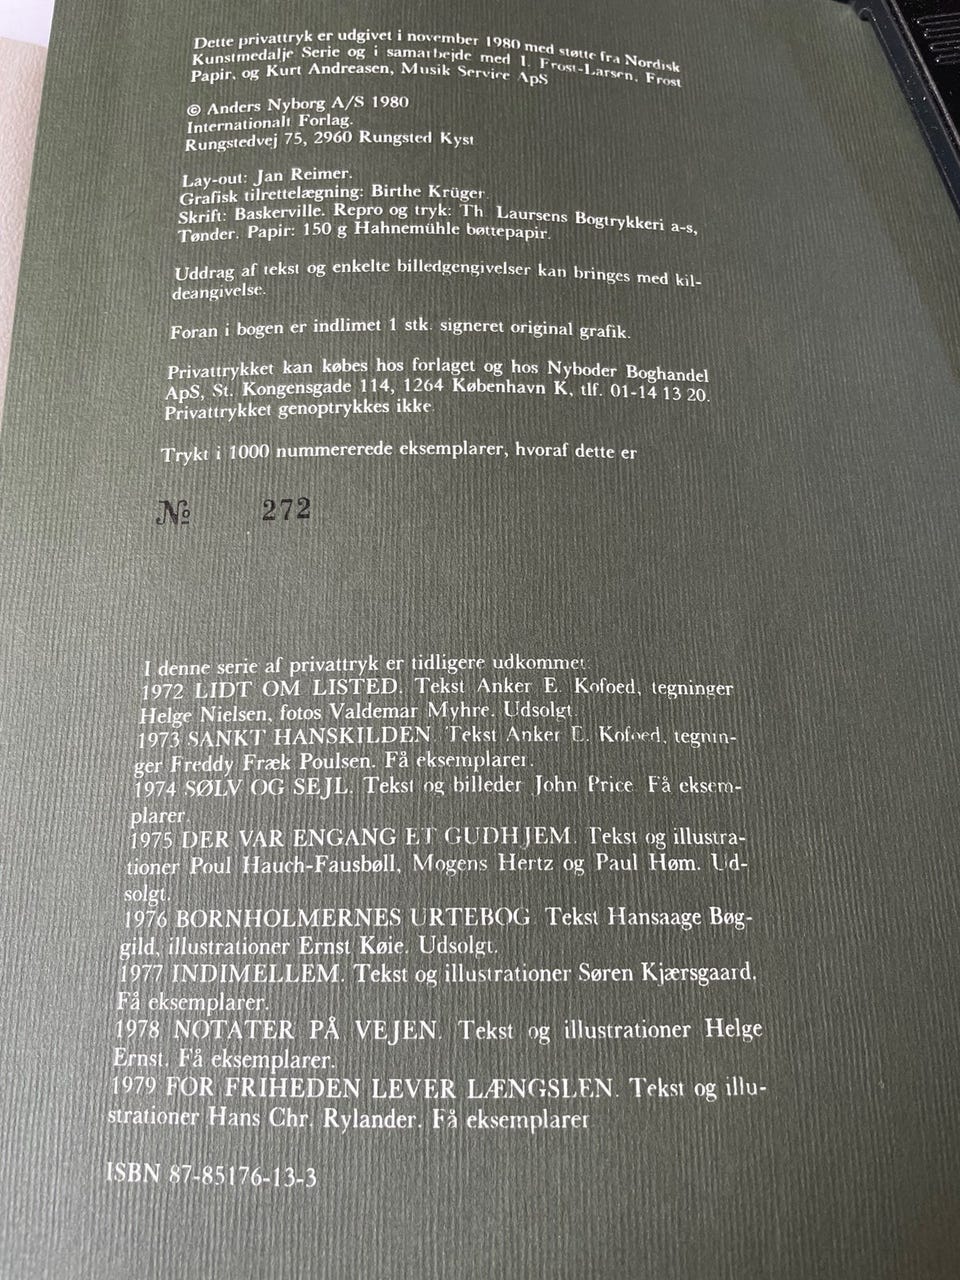 Dette privattryk er udgivet i november 1980 med støtte fra Nordisk
Kunstmedalje Serie og i samarbejde med I. Frost-Larsen, Frost
Papir, og Kurt Andreasen, Musik Service ApS
© Anders Nyborg A/S 1980
Internationalt Forlag.
Rungstedvej 75, 2960 Rungsted Kyst
Lay-out: Jan Reimer.
Grafisk tilrettelægning: Birthe Krüger.
Skrift: Baskerville. Repro og tryk: Th. Laursens Bogtrykkeri a-s,
Tønder. Papir: 150 g Hahnemühle bøttepapir.
Uddrag af tekst og enkelte billedgengivelser kan bringes med kil-
deangivelse.
Foran i bogen er indlimet 1 stk. signeret original grafik.
Privattrykket kan købes hos forlaget og hos Nyboder Boghandel
ApS, St. Kongensgade 114, 1264 København K, tlf. 01-14 13 20.
Privattrykket genoptrykkes ikke.
Trykt i 1000 nummererede eksemplarer, hvoraf dette er
№ 272
I denne serie af privattryk er tidligere udkommet:
1972 LIDT OM LISTED. Tekst Anker E. Kofoed, tegninger
Helge Nielsen, fotos Valdemar Myhre. Udsolgt.
1973 SANKT HANSKILDEN. Tekst Anker E. Kofoed, tegnin-
ger Freddy Fræk Poulsen. Få eksemplarer.
1974 SØLV OG SEJL. Tekst og billeder John Price. Få eksem-
plarer.
1975 DER VAR ENGANG ET GUDHJEM. Tekst og illustra-
tioner Poul Hauch-Fausbøll, Mogens Hertz og Paul Høm. Ud-
solgt.
1976 BORNHOLMERNES URTEBOG. Tekst Hansaage Bøg-
gild, illustrationer Ernst Køie. Udsolgt.
1977 INDIMELLEM. Tekst og illustrationer Søren Kjærsgaard.
Få eksemplarer.
1978 NOTATER PÅ VEJEN. Tekst og illustrationer Helge
Ernst. Få eksemplarer.
1979 FOR FRIHEDEN LEVER LÆNGSLEN. Tekst og illu-
strationer Hans Chr. Rylander. Få eksemplarer
ISBN 87-85176-13-3